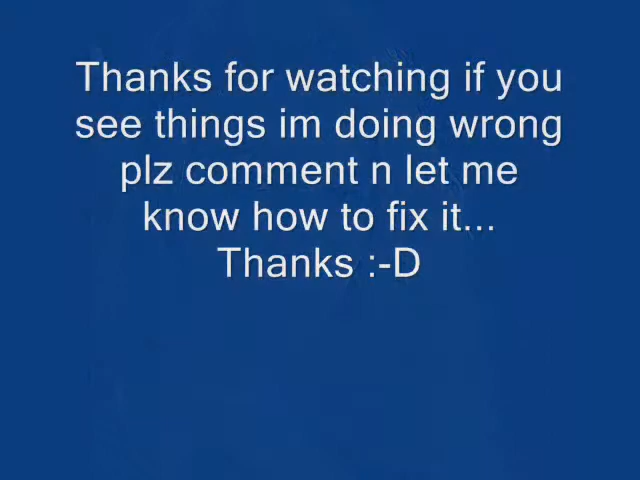 Thanks for watching if you
see things im doing wrong
plz comment n let me
know how to fix it...
Thanks :-D